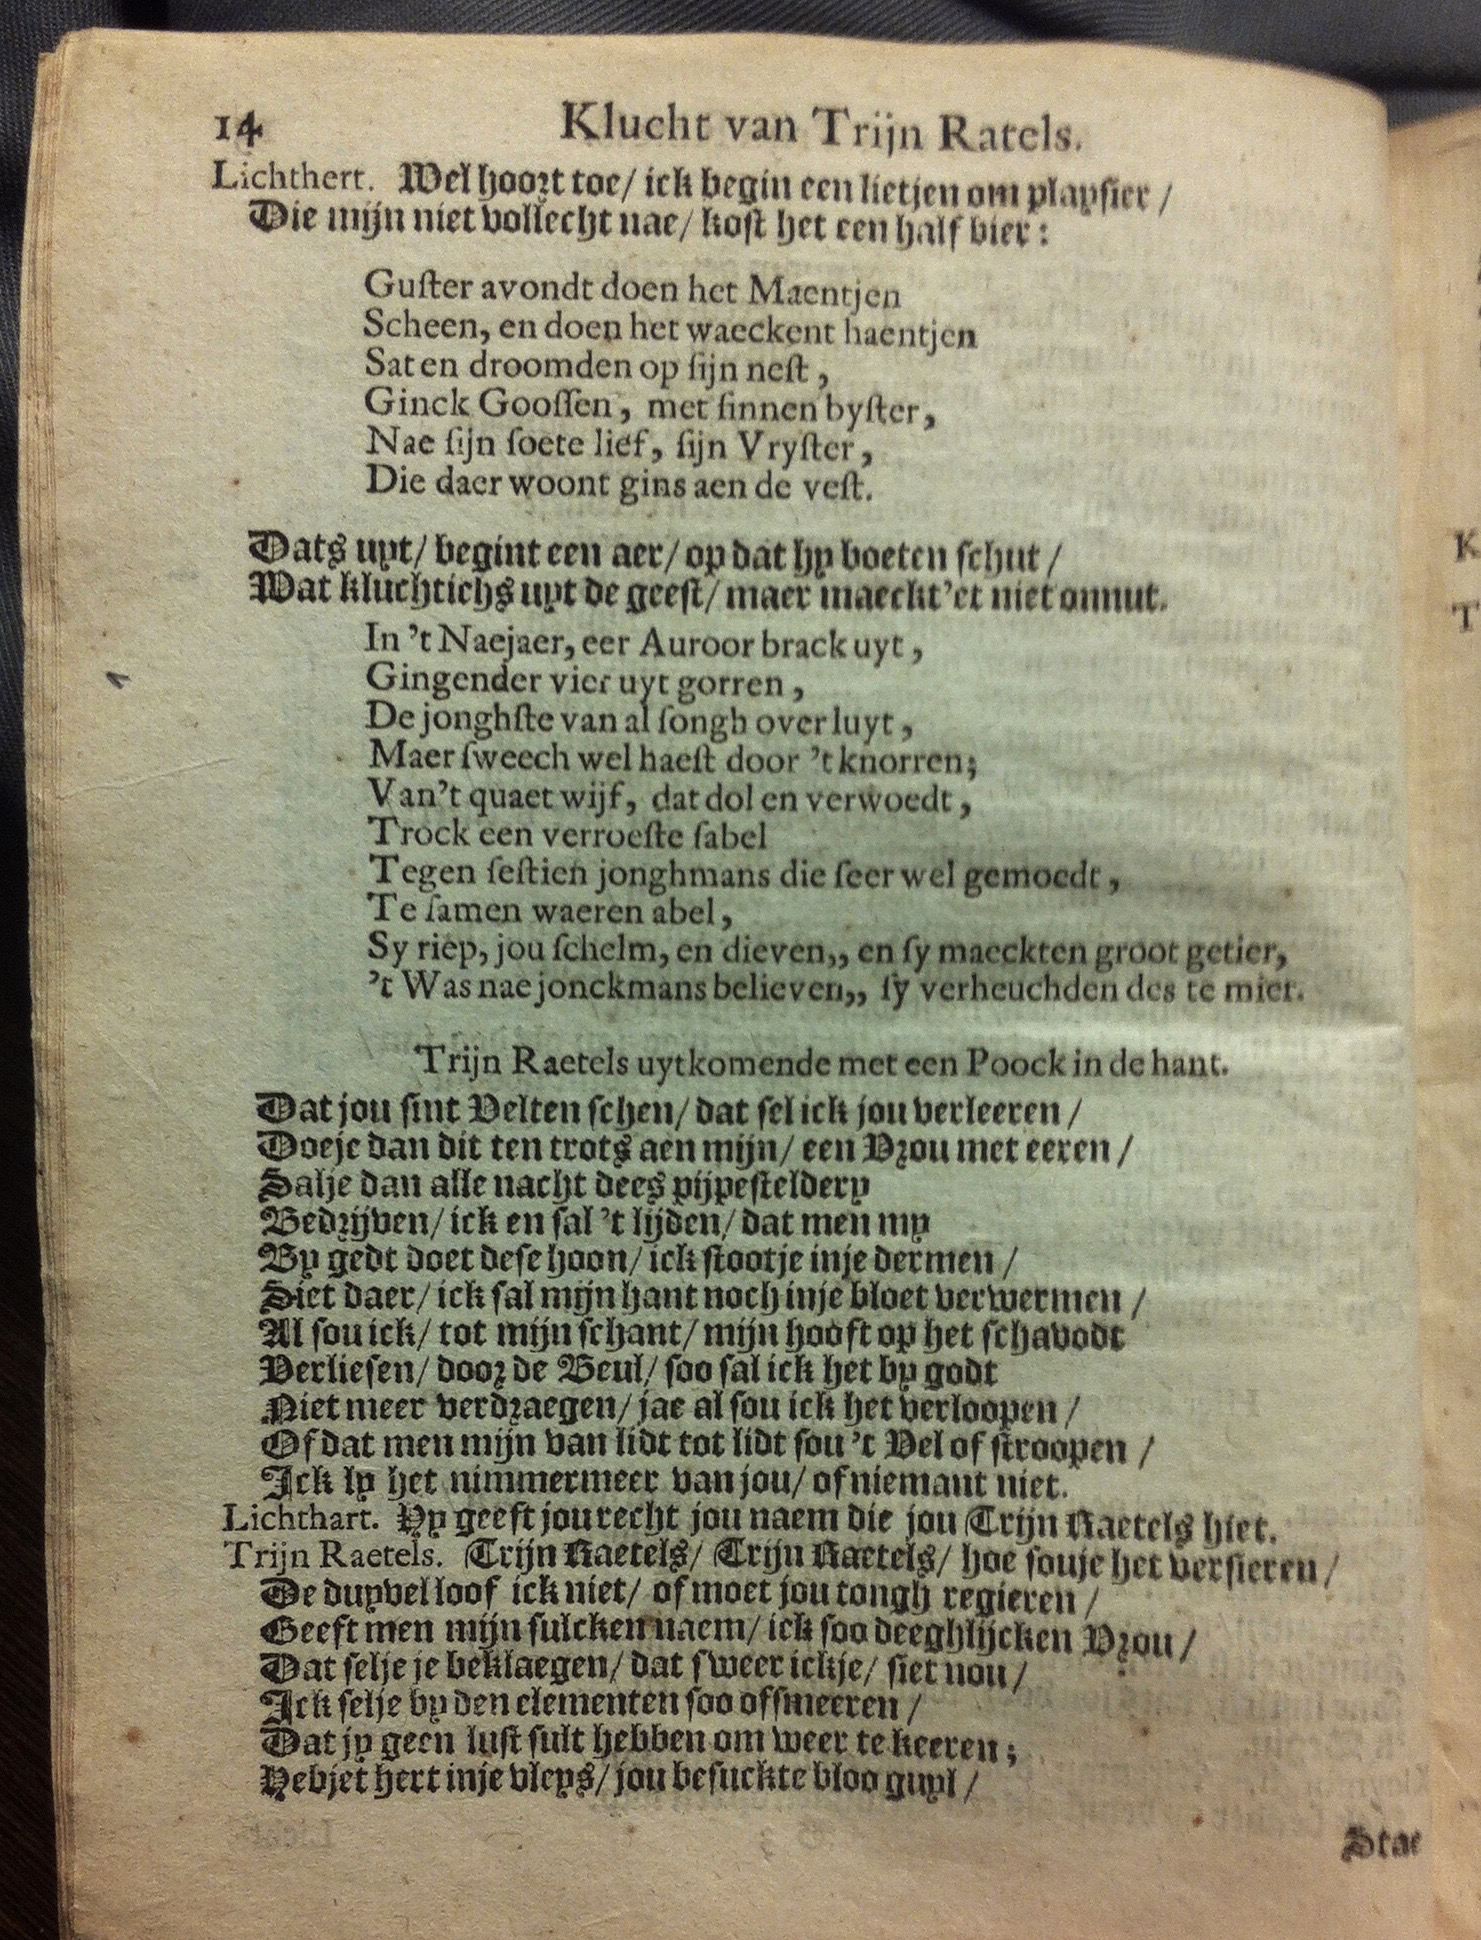 14 Klucht van Trijn Ratels.
Lichthert. Wel hoort toe/ ick begin een lietjen om playsier /
Die mijn niet vollecht nae/ kost het een half bier:
Guſter avondt doen het Maentjen
Scheen, en doen het waeckent haentjen
Sat en droomden op ſijn neſt,
Ginck Gooſſen, met ſinnen byſter,
Nae ſijn ſoete lief, ſijn Vryſter,
Die daer woont gins aen de veſt.
Dats uyt/ begint een aer/ op dat hy boeten ſchut /
Wat kluchtichs uyt de geeſt/ maer maeckt'et niet onnut.
In 't Naejaer, eer Auroor brack uyt,
Gingender vier uyt gorren,
De jonghſte van al ſongh over luyt,
Maer ſweech wel haeſt door 't knorren;
Van't quaet wijf, dat dol en verwoedt,
Trock een verroeſte ſabel
Tegen ſeſtien jonghmans die ſeer wel gemoedt,
Te ſamen waeren abel,
Sy riep, jou ſchelm, en dieven,, en ſy maeckten groot getier,
't Was nae jonckmans believen,, ſy verheuchden des te mier.
Trijn Raetels uytkomende met een Poock in de hant.
Dat jou ſint Velten ſchen/ dat ſel ick jou verleeren /
Doeje dan dit ten trots aen mijn/ een Vrou met eeren /
Salje dan alle nacht dees pijpeſteldery
Bedrijven/ ick en ſal 't lijden/ dat men my
By gedt doet deſe hoon/ ick ſtootje inje dermen /
Siet daer/ ick ſal mijn hant noch inje bloet verwermen /
Al ſou ick/ tot mijn ſchant/ mijn hooft op het ſchavodt
Verlieſen/ door de Beul/ ſoo ſal ick het by godt
Niet meer verdraegen/ jae al ſou ick het verloopen /
Of dat men mijn van lidt tot lidt ſou 't Vel of ſtroopen /
Ick ly het nimmermeer van jou/ of niemant niet.
Lichthart. Hy geeft jou recht jou naem die jou Trijn Raetels hiet.
Trijn Raetels. Trijn Raetels/ Trijn Raetels/ hoe ſouje het verſieren /
De duyvel loof ick niet/ of moet jou tongh regieren /
Geeft men mijn ſulcken naem/ ick ſoo deeghlijcken Vrou /
Dat ſelje je beklaegen/ dat ſweer ickje/ ſiet nou /
Ick ſelje by den elementen ſoo offmeeren /
Dat jy geen luſt ſult hebben om weer te keeren;
Hebjet hert inje vleys/ jou beſuckte bloo guyl /
Stae